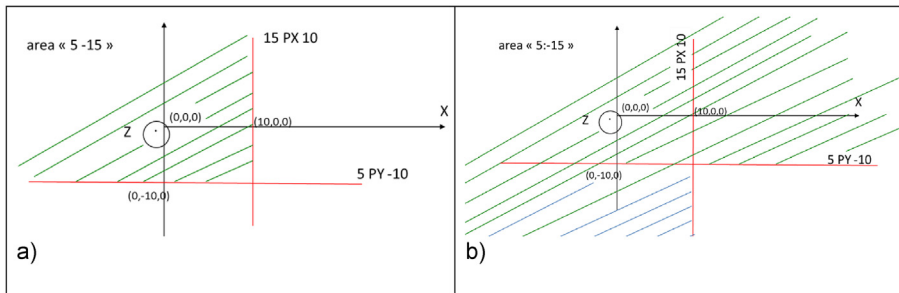 area « 5 -15 »
15 PX 10
X
(0,0,0)
(10,0,0)
Z
5 PY -10
(0,-10,0)
a)
area « 5:-15 »
15 PX 10
X
(0,0,0)
(10,0,0)
Z
5 PY -10
(0,-10,0)
b)